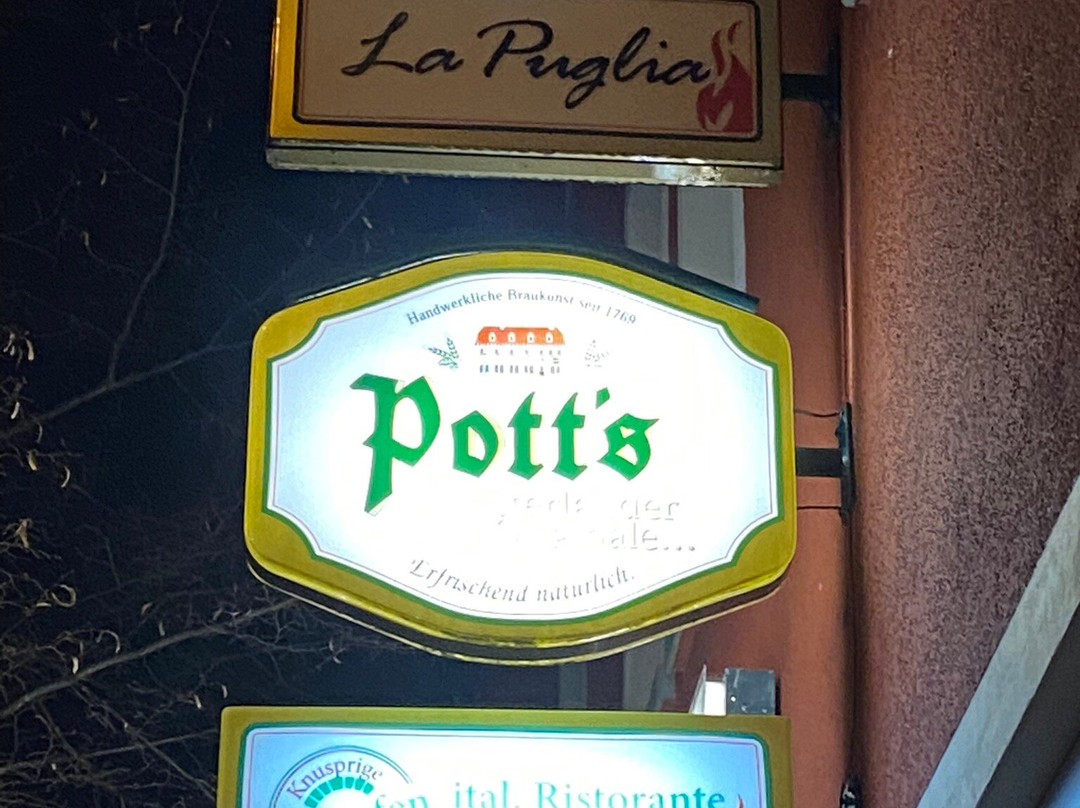 La Puglia
Handwerkliche Braukunst seit 1769
Pott's
Erfrischend natürlich.
Knusprige
ital. Ristorante